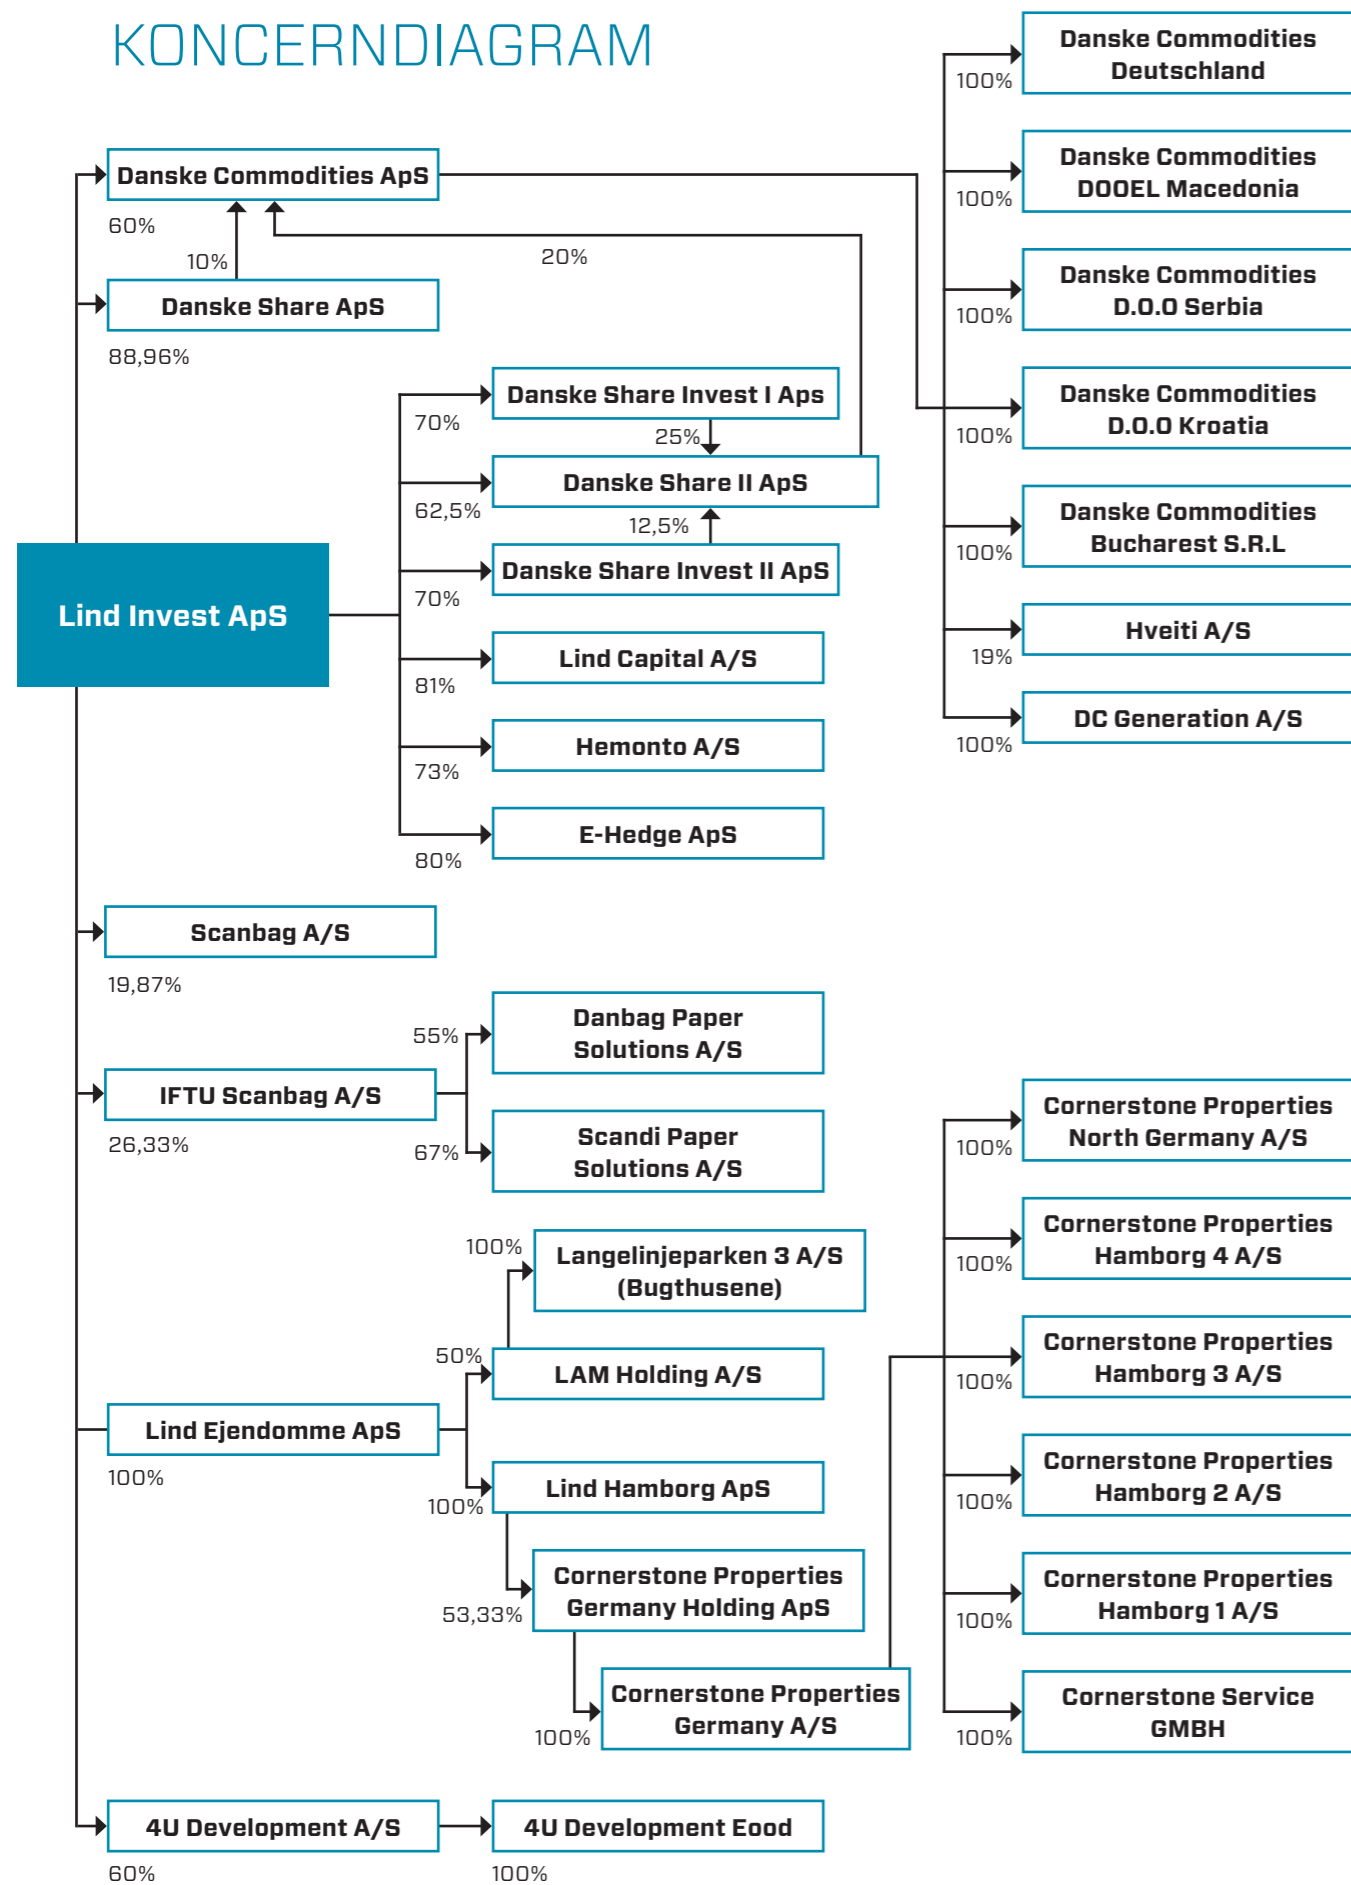 KONCERNDIAGRAM
Danske Commodities ApS
60%
10%
20%
Danske Share ApS
88,96%
Danske Share Invest I Aps
70%
25%
Danske Share II ApS
62,5%
12,5%
Danske Share Invest II ApS
70%
Lind Invest ApS
Lind Capital A/S
81%
Hemonto A/S
73%
E-Hedge ApS
80%
Danske Commodities
Deutschland
100%
Danske Commodities
DOOEL Macedonia
100%
Danske Commodities
D.O.O Serbia
100%
Danske Commodities
D.O.O Kroatia
100%
Danske Commodities
Bucharest S.R.L
100%
Hveiti A/S
19%
DC Generation A/S
100%
Scanbag A/S
19,87%
IFTU Scanbag A/S
26,33%
55%
Danbag Paper
Solutions A/S
67%
Scandi Paper
Solutions A/S
Lind Ejendomme ApS
100%
100%
Langelinjeparken 3 A/S
(Bugthusene)
50%
LAM Holding A/S
Lind Hamborg ApS
100%
Cornerstone Properties
Germany Holding ApS
53,33%
Cornerstone Properties
Germany A/S
100%
Cornerstone Properties
North Germany A/S
100%
Cornerstone Properties
Hamborg 4 A/S
100%
Cornerstone Properties
Hamborg 3 A/S
100%
Cornerstone Properties
Hamborg 2 A/S
100%
Cornerstone Properties
Hamborg 1 A/S
100%
Cornerstone Service
GMBH
100%
4U Development A/S
60%
4U Development Eood
100%